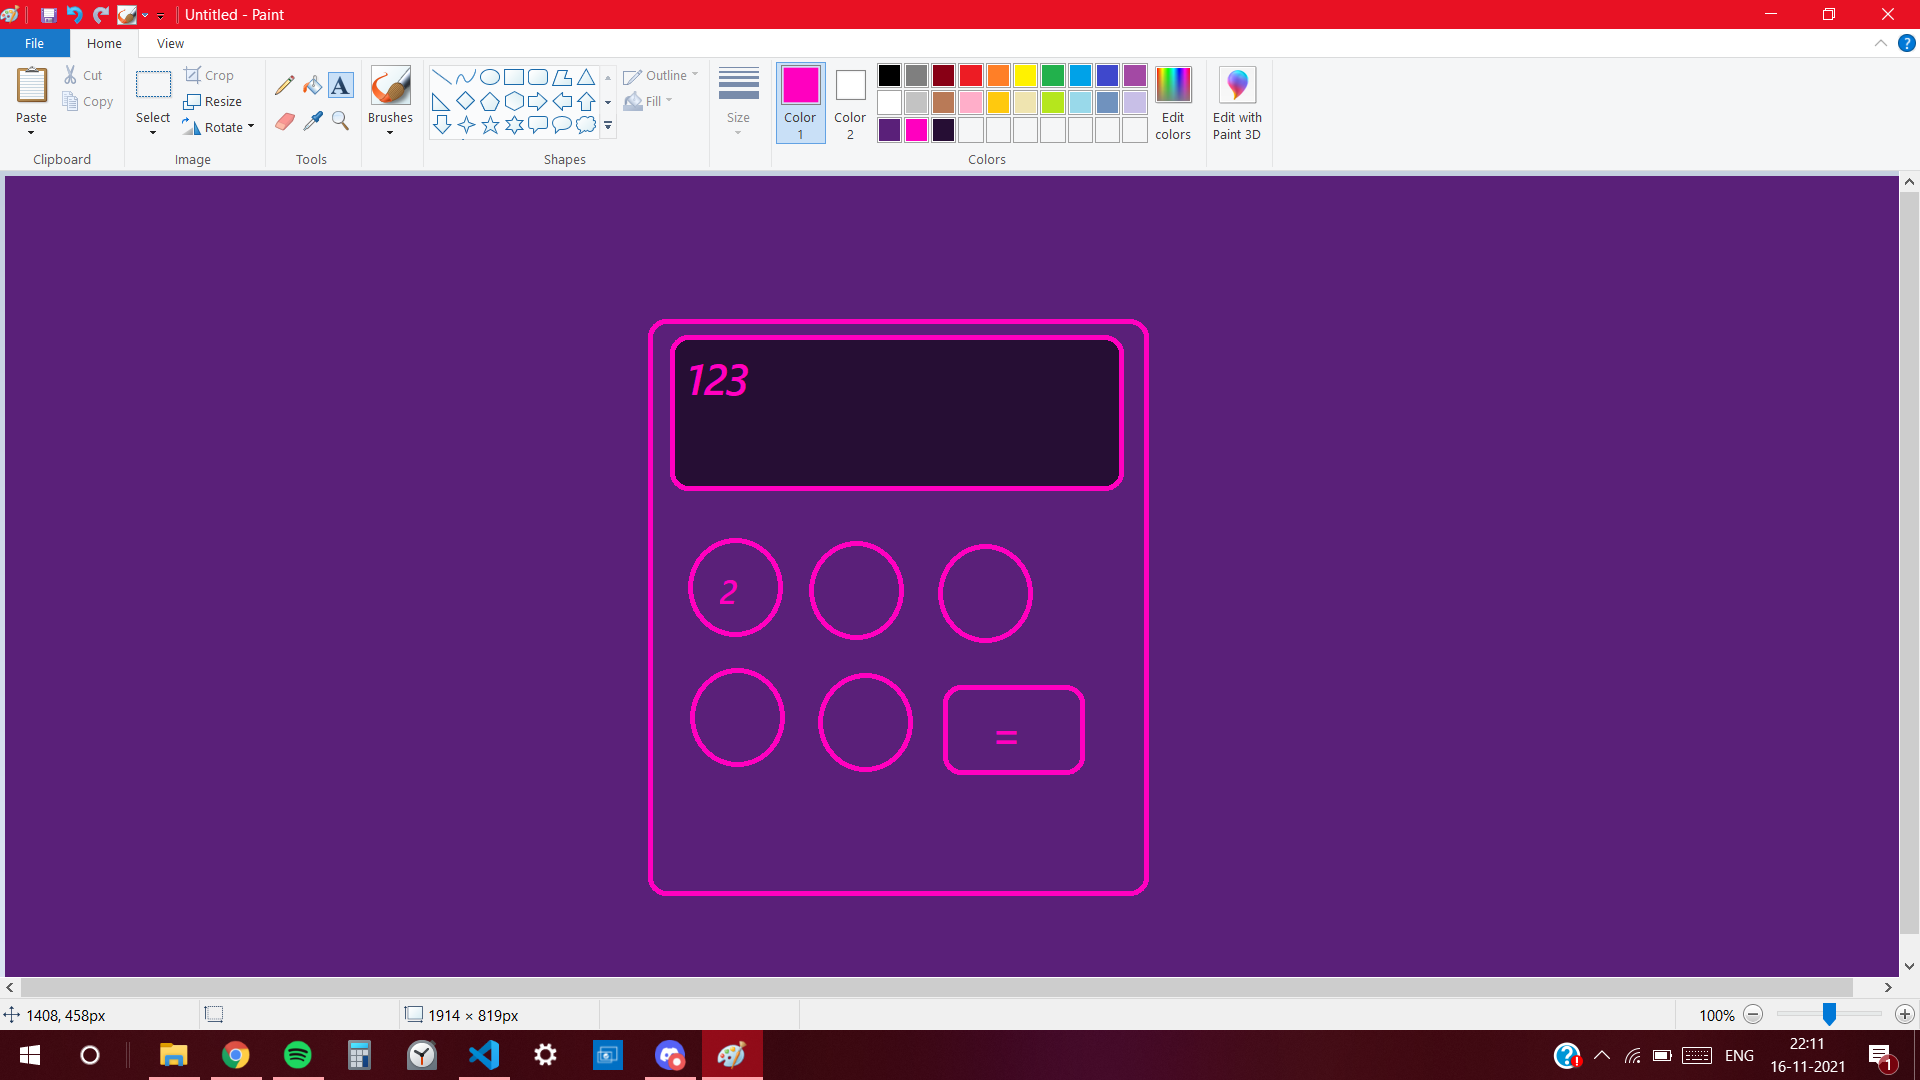 Untitled - Paint
File Home View
Paste
Cut
Copy
Clipboard
Select
Crop
Resize
Rotate
Image
A
Tools
Brushes
Shapes
Outline
Fill
Size
Color 1
Color 2
Colors
Edit colors
Edit with Paint 3D
?
123
2
=
1408, 458px
1914 × 819px
100%
ENG
22:11
16-11-2021
1